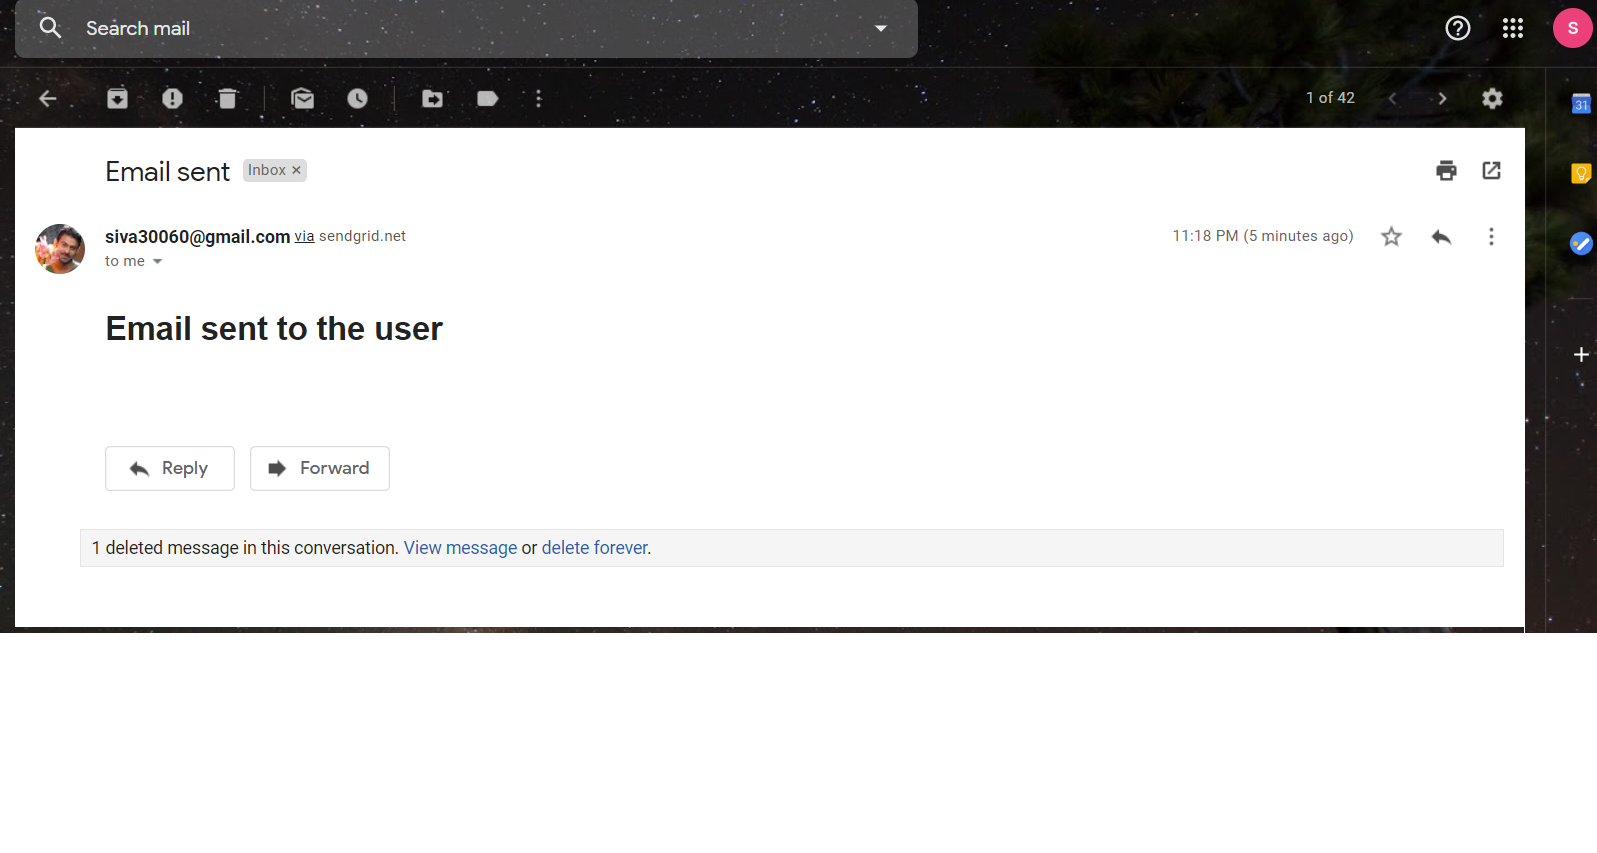 Search mail
S
1 of 42
31
Email sent Inbox ×
siva30060@gmail.com via sendgrid.net 11:18 PM (5 minutes ago)
to me
Email sent to the user
Reply Forward
1 deleted message in this conversation. View message or delete forever.